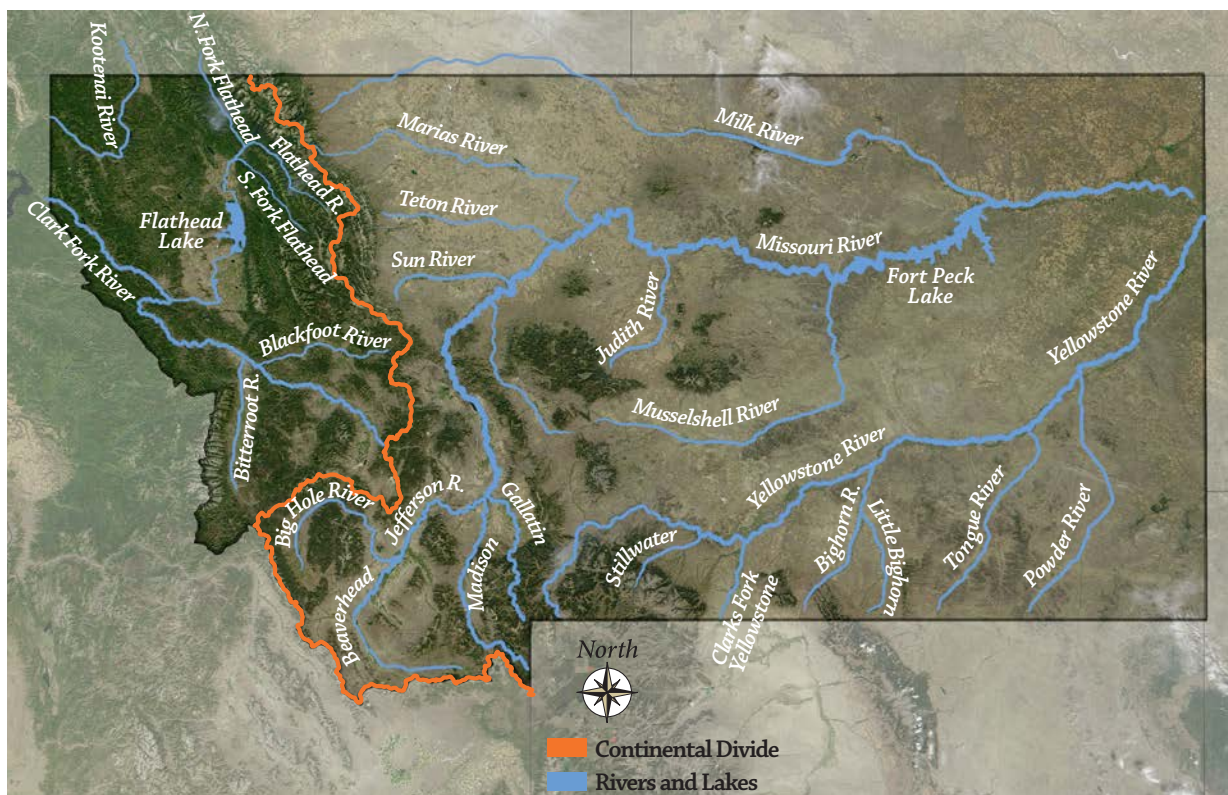 Kootenai River
N. Fork Flathead
Flathead R.
S. Fork Flathead
Flathead
Lake
Clark Fork River
Blackfoot River
Bitterroot R.
Marias River
Milk River
Teton River
Sun River
Missouri River
Fort Peck
Lake
Judith River
Musselshell River
Yellowstone River
Yellowstone River
Big Hole River
Jefferson R.
Gallatin
Madison
Beaverhead
Stillwater
Clarks Fork
Yellowstone
Bighorn R.
Little Bighorn
Tongue River
Powder River
North
Continental Divide
Rivers and Lakes